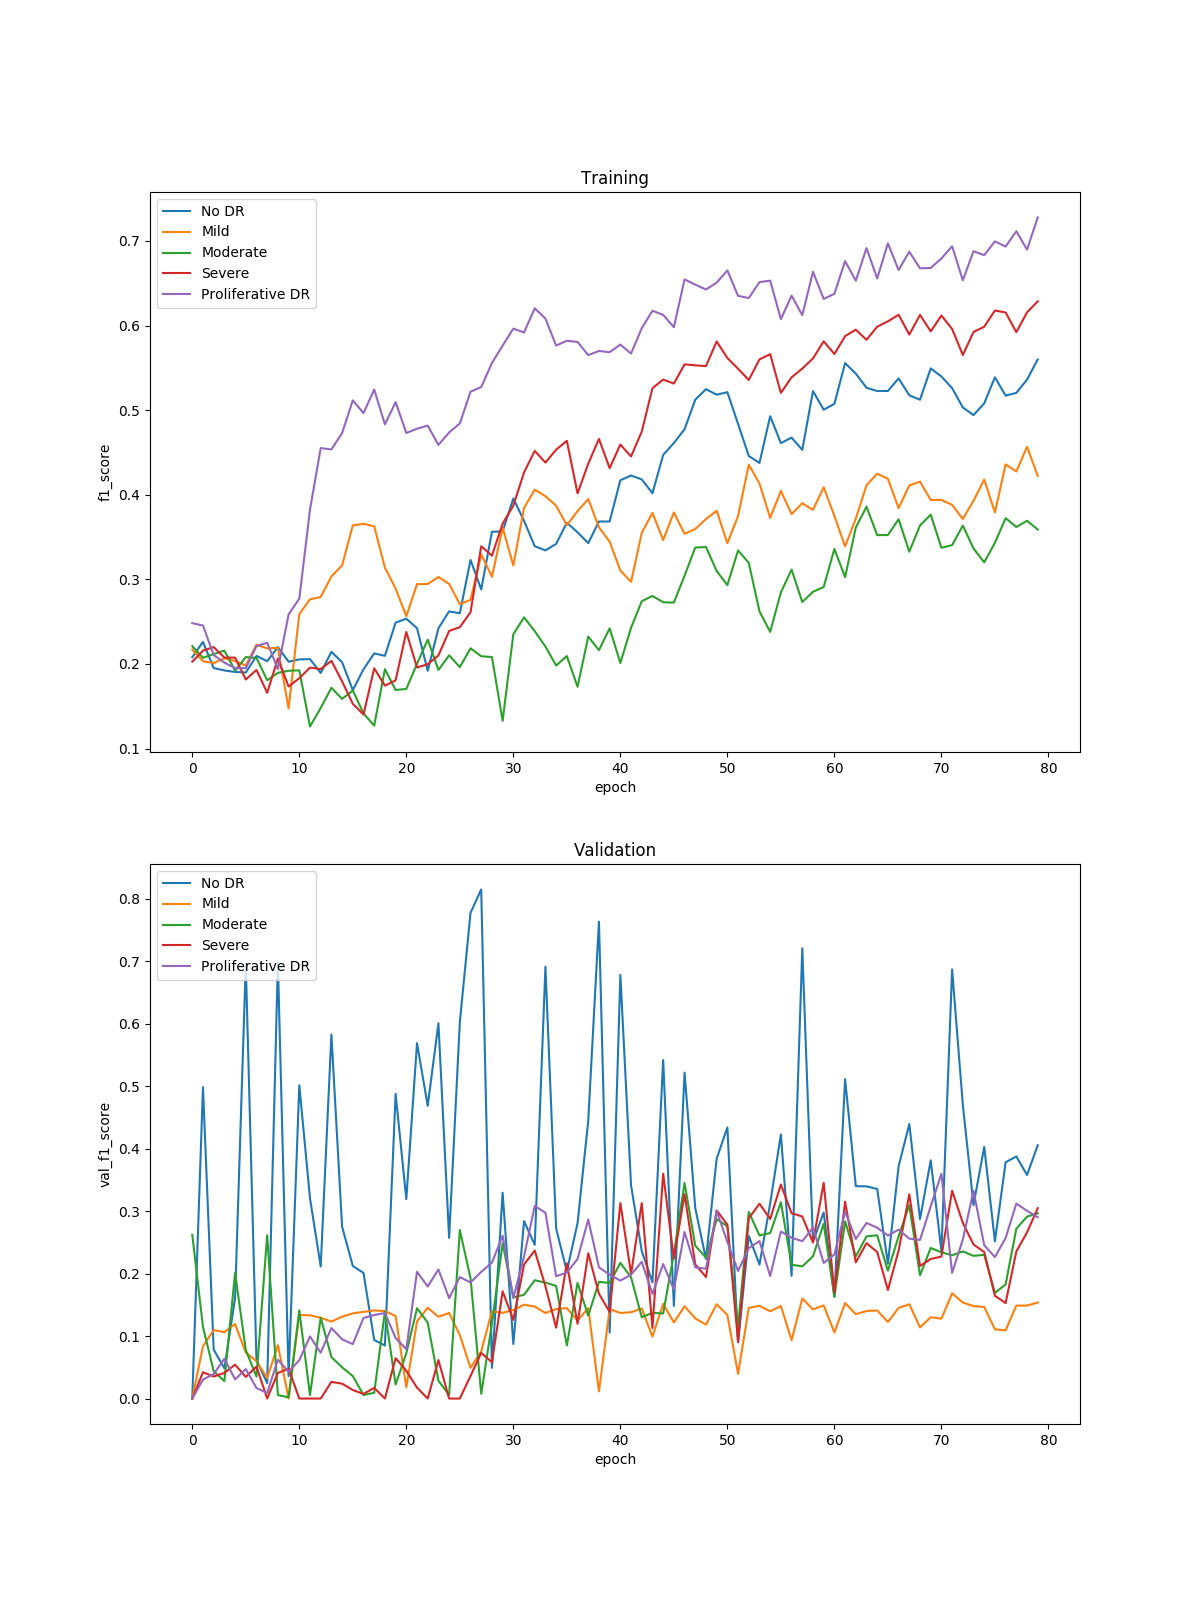 Training
No DR
Mild
Moderate
Severe
Proliferative DR
f1_score
0.7
0.6
0.5
0.4
0.3
0.2
0.1
0 10 20 30 40 50 60 70 80
epoch
Validation
No DR
Mild
Moderate
Severe
Proliferative DR
val_f1_score
0.8
0.7
0.6
0.5
0.4
0.3
0.2
0.1
0.0
0 10 20 30 40 50 60 70 80
epoch